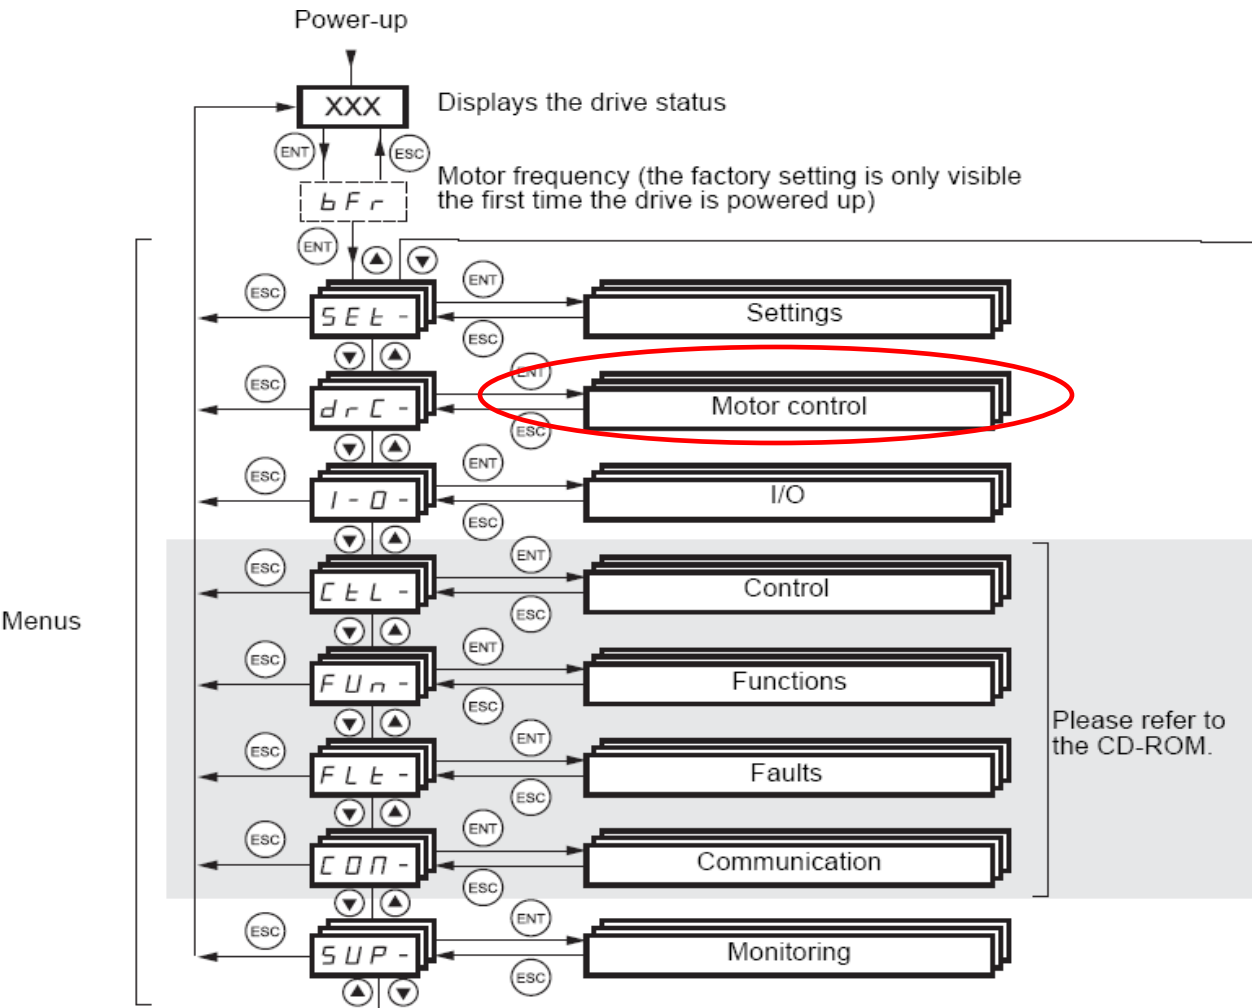 Power-up
XXX
Displays the drive status
ENT
ESC
Motor frequency (the factory setting is only visible
the first time the drive is powered up)
bFr
ENT
ESC
SEt-
ENT
ESC
Settings
ESC
drC-
ENT
ESC
Motor control
ESC
I-O-
ENT
ESC
I/O
ESC
CtL-
ENT
ESC
Control
Menus
ESC
FUn-
ENT
ESC
Functions
Please refer to
the CD-ROM.
ESC
FLt-
ENT
ESC
Faults
ESC
COM-
ENT
ESC
Communication
ESC
SUP-
ENT
ESC
Monitoring